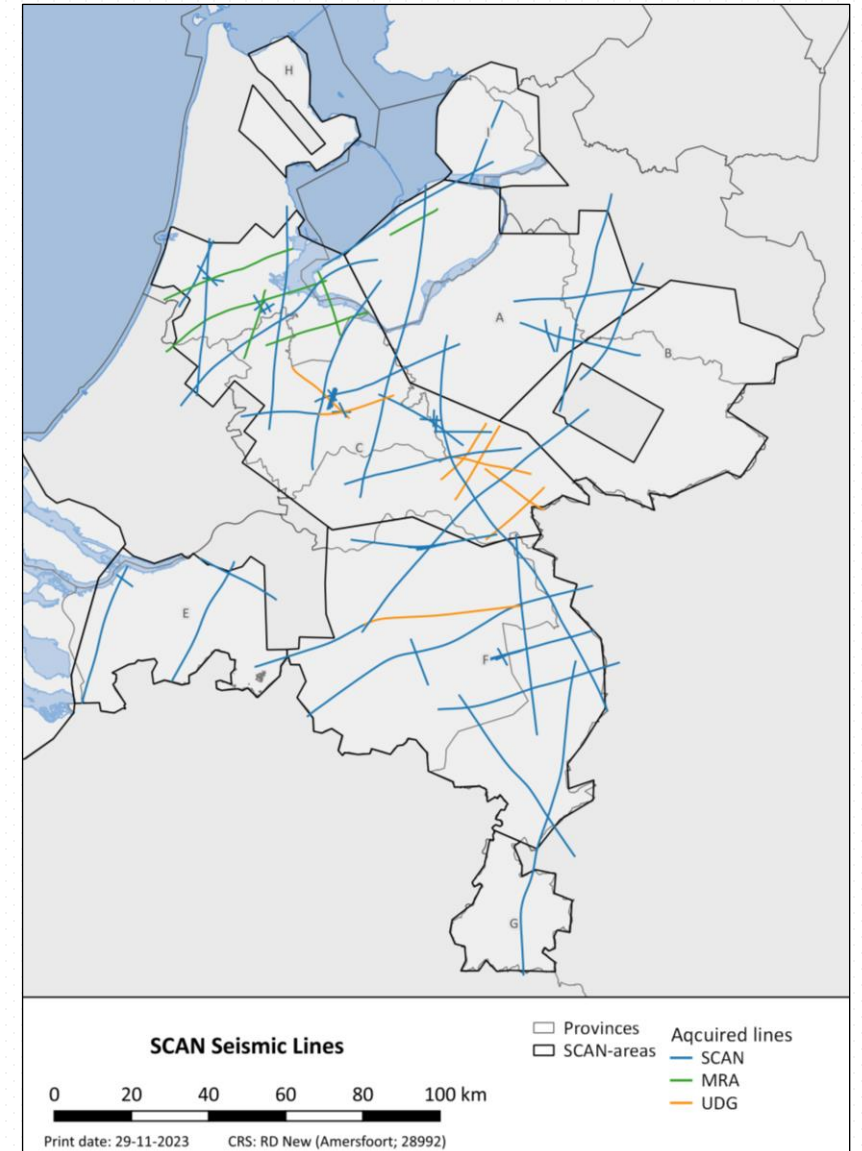 H
I
A
B
C
E
F
G
SCAN Seismic Lines
0 20 40 60 80 100 km
Print date: 29-11-2023 CRS: RD New (Amersfoort; 28992)
Provinces
SCAN-areas
Aqcuired lines
SCAN
MRA
UDG